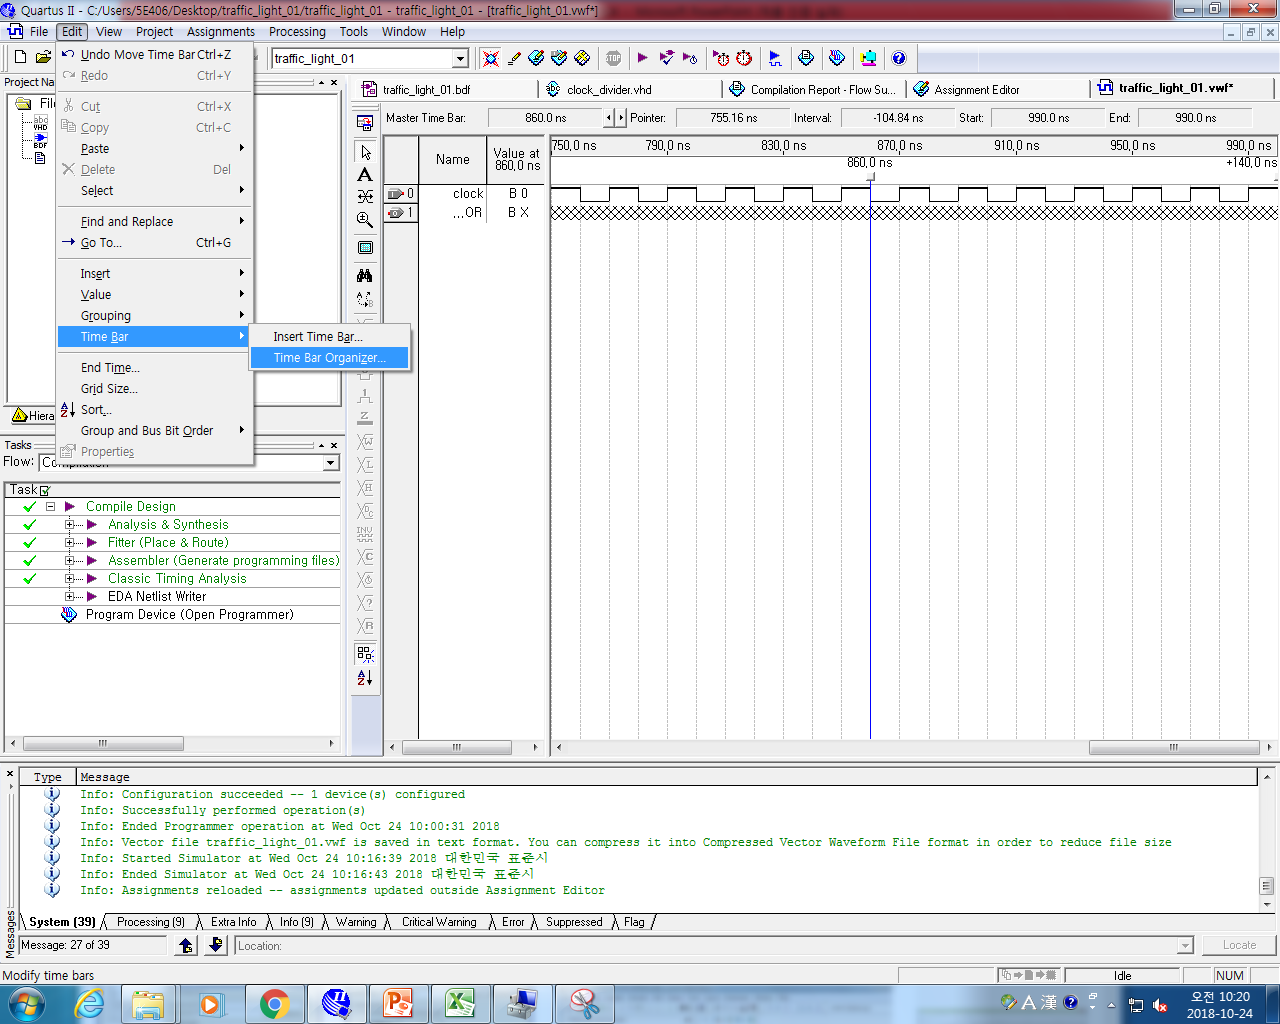 Quartus II - C:/Users/5E406/Desktop/traffic_light_01/traffic_light_01 - traffic_light_01 - [traffic_light_01.vwf*]
File Edit View Project Assignments Processing Tools Window Help
traffic_light_01
Undo Move Time Bar Ctrl+Z
Redo Ctrl+Y
Cut Ctrl+X
Copy Ctrl+C
Paste
Delete Del
Select
Find and Replace
Go To... Ctrl+G
Insert
Value
Grouping
Time Bar
Insert Time Bar...
Time Bar Organizer...
End Time...
Grid Size...
Sort...
Group and Bus Bit Order
Properties
Project Na
File
abc
VHD
BDF
Hiera
traffic_light_01.bdf
clock_divider.vhd
Compilation Report - Flow Su...
Assignment Editor
traffic_light_01.vwf*
Master Time Bar: 860.0 ns Pointer: 755.16 ns Interval: -104.84 ns Start: 990.0 ns End: 990.0 ns
Name
Value at
860.0 ns
750.0 ns 790.0 ns 830.0 ns 870.0 ns 910.0 ns 950.0 ns 990.0 ns
860.0 ns +140.0 ns
0 clock B 0
1 ...OR B X
Tasks
Flow: Compilation
Task
Compile Design
Analysis & Synthesis
Fitter (Place & Route)
Assembler (Generate programming files)
Classic Timing Analysis
EDA Netlist Writer
Program Device (Open Programmer)
Type Message
Info: Configuration succeeded -- 1 device(s) configured
Info: Successfully performed operation(s)
Info: Ended Programmer operation at Wed Oct 24 10:00:31 2018
Info: Vector file traffic_light_01.vwf is saved in text format. You can compress it into Compressed Vector Waveform File format in order to reduce file size
Info: Started Simulator at Wed Oct 24 10:16:39 2018 대한민국 표준시
Info: Ended Simulator at Wed Oct 24 10:16:43 2018 대한민국 표준시
Info: Assignments reloaded -- assignments updated outside Assignment Editor
System (39) Processing (9) Extra Info Info (9) Warning Critical Warning Error Suppressed Flag
Messages
Message: 27 of 39
Location:
Locate
Modify time bars
Idle
NUM
A 漢
오전 10:20
2018-10-24